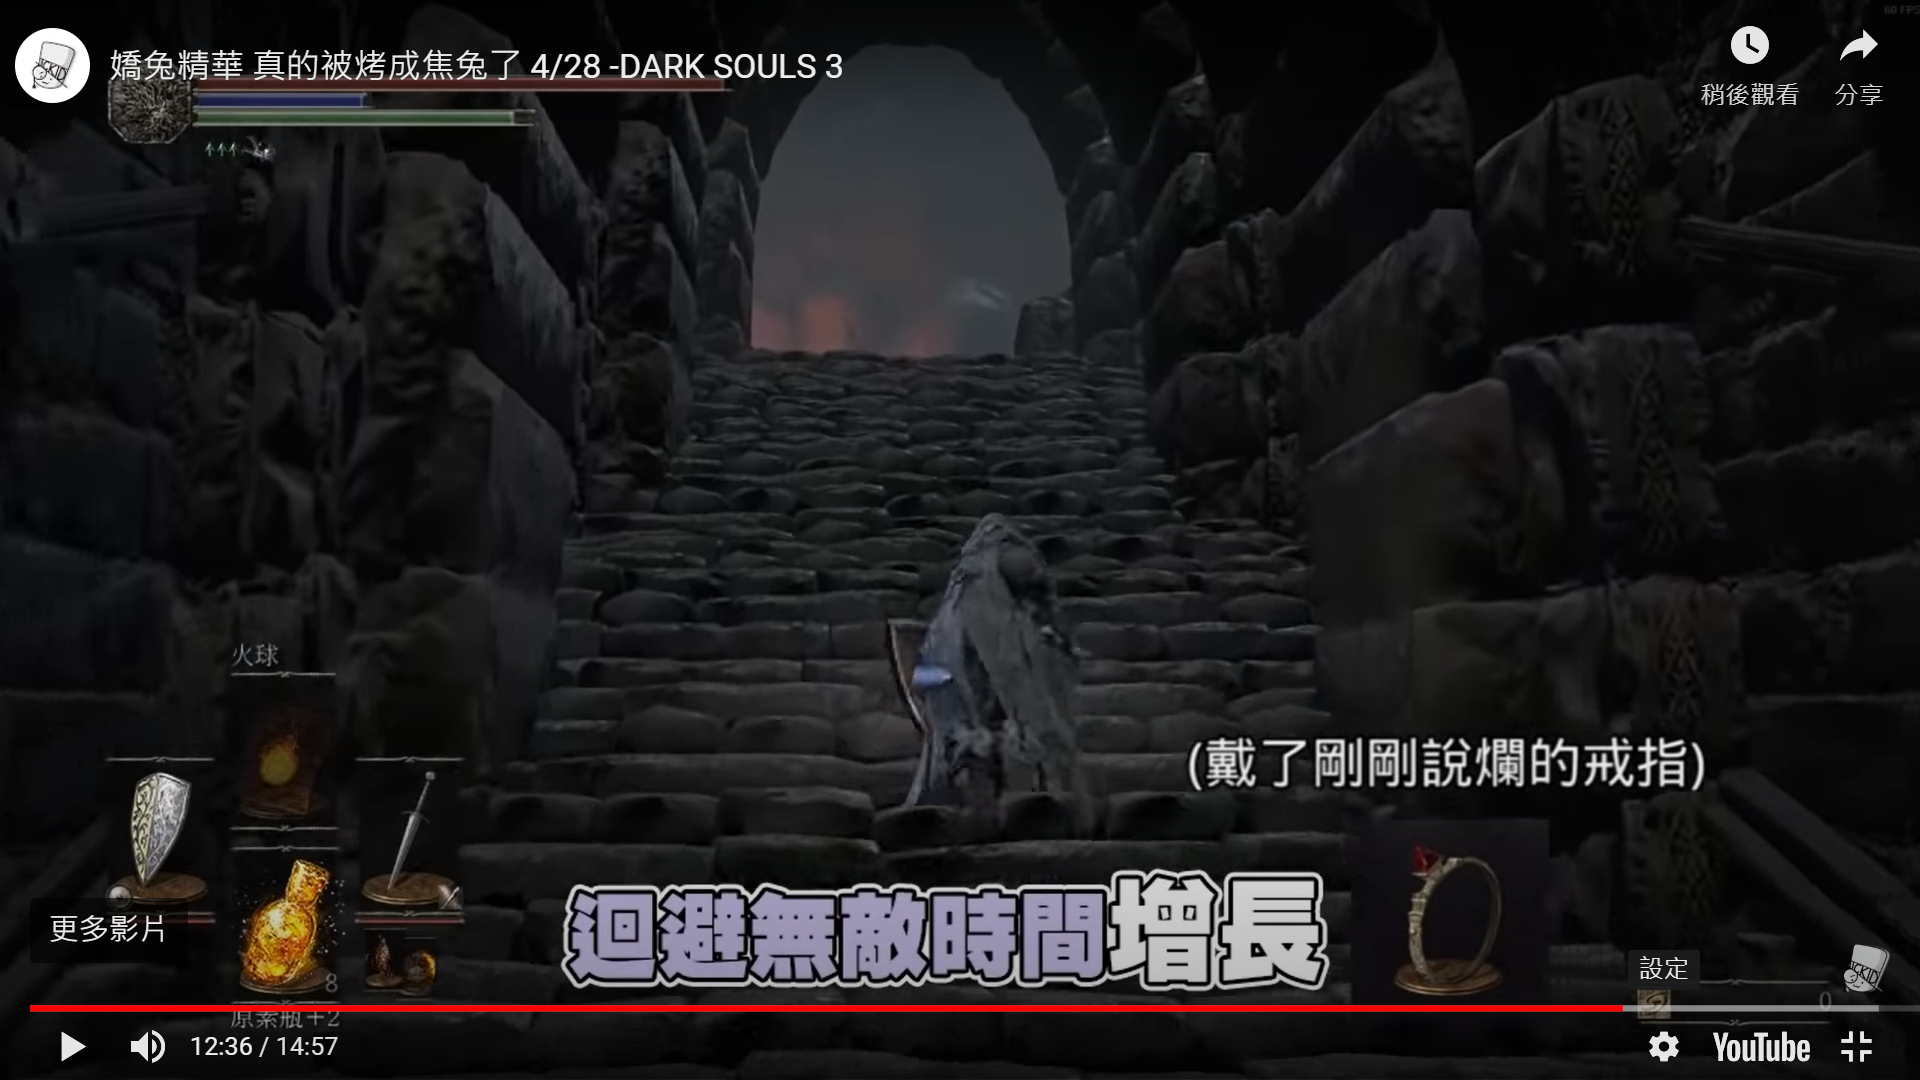 60 FPS
嬌兔精華 真的被烤成焦兔了 4/28 -DARK SOULS 3
稍後觀看
分享
火球
(戴了剛剛說爛的戒指)
迴避無敵時間增長
更多影片
8
設定
0
原素瓶+2
12:36 / 14:57
YouTube